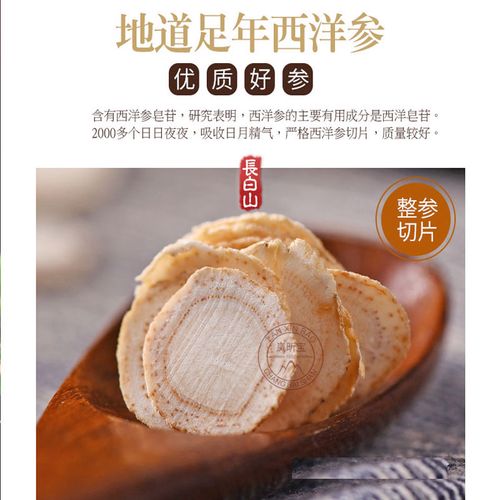 地道足年西洋参
优质好参
含有西洋参皂苷，研究表明，西洋参的主要有用成分是西洋皂苷。
2000多个日日夜夜，吸收日月精气，严格西洋参切片，质量较好。
長白山
整参
切片